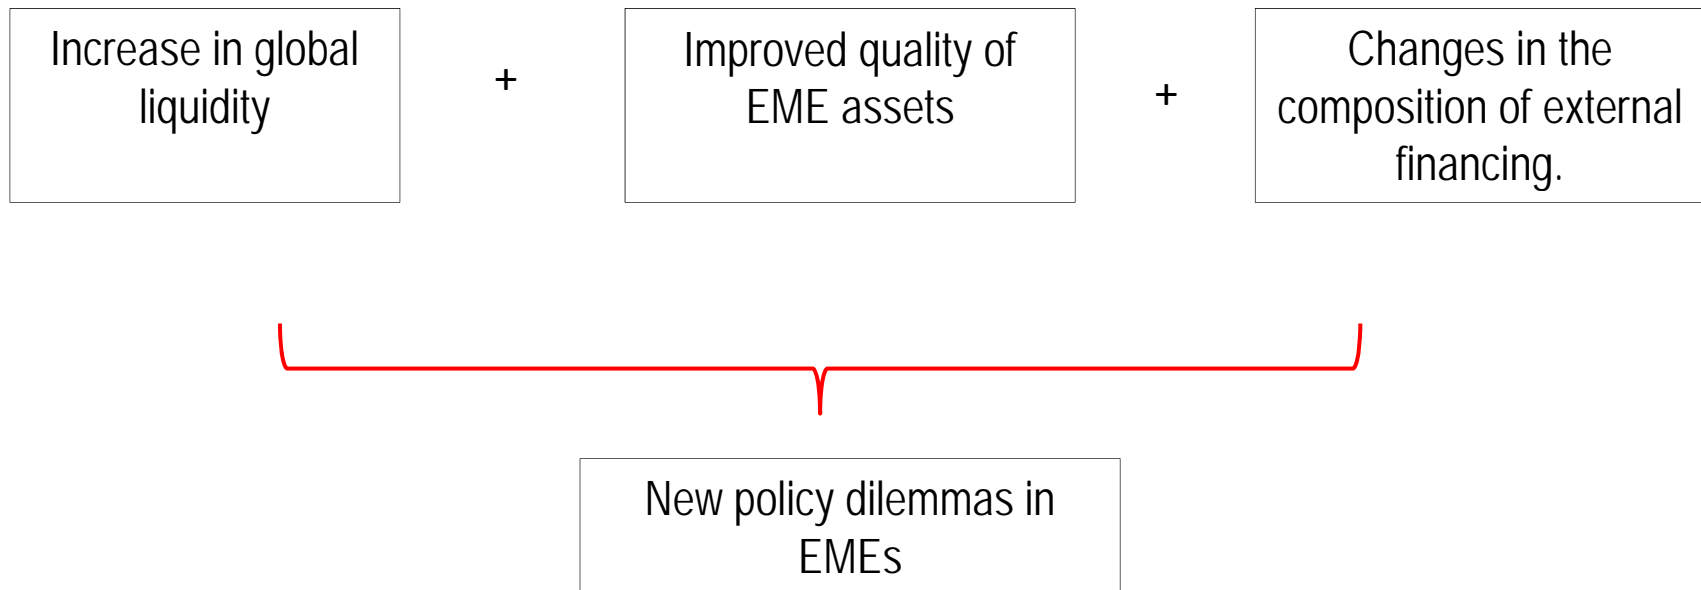 Increase in global
liquidity
+
Improved quality of
EME assets
+
Changes in the
composition of external
financing.
New policy dilemmas in
EMEs